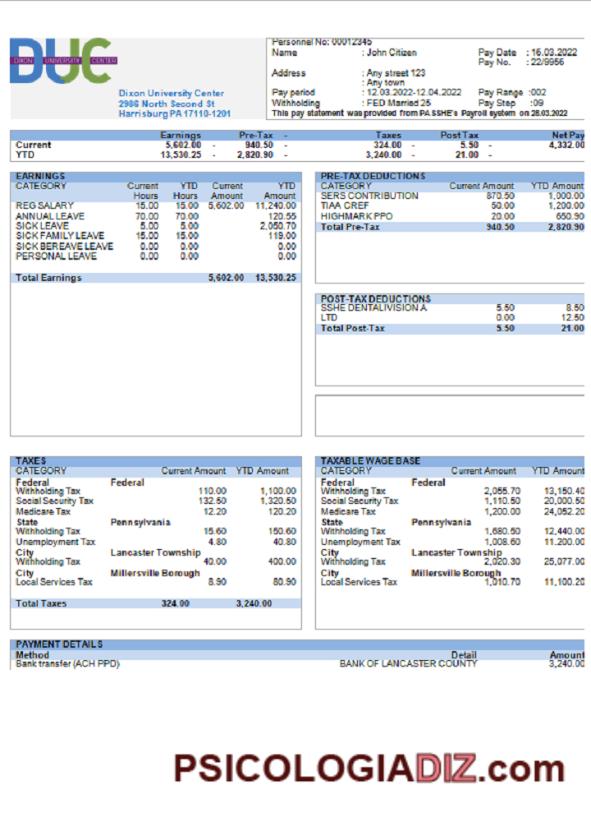 Personnel No: 00012345
Name : John Citizen Pay Date : 16.03.2022
Pay No. : 22/9956
DUC
DIXON UNIVERSITY CENTER
Address : Any street 123
: Any town
Dixon University Center Pay period : 12.03.2022-12.04.2022 Pay Range :002
2986 North Second St Withholding : FED Married 25 Pay Step :09
Harrisburg PA 17110-1201 This pay statement was provided from PA SSHE's Payroll system on 28.03.2022
Earnings Pre-Tax - Taxes Post Tax Net Pay
Current 5,602.00 - 940.50 - 324.00 - 5.50 - 4,332.00
YTD 13,530.25 - 2,820.90 - 3,240.00 - 21.00 -
EARNINGS
CATEGORY Current YTD Current YTD
Hours Hours Amount Amount
REG SALARY 15.00 15.00 5,602.00 11,240.00
ANNUAL LEAVE 70.00 70.00 120.55
SICK LEAVE 5.00 5.00 2,050.70
SICK FAMILY LEAVE 15.00 15.00 119.00
SICK BEREAVE LEAVE 0.00 0.00 0.00
PERSONAL LEAVE 0.00 0.00 0.00
Total Earnings 5,602.00 13,530.25
PRE-TAX DEDUCTIONS
CATEGORY Current Amount YTD Amount
SERS CONTRIBUTION 870.50 1,000.00
TIAA CREF 50.00 1,200.00
HIGHMARK PPO 20.00 650.90
Total Pre-Tax 940.50 2,820.90
POST-TAX DEDUCTIONS
SSHE DENTAL/VISION A 5.50 8.50
LTD 0.00 12.50
Total Post-Tax 5.50 21.00
TAXES
CATEGORY Current Amount YTD Amount
Federal Federal
Withholding Tax 110.00 1,100.00
Social Security Tax 132.50 1,320.50
Medicare Tax 12.20 120.20
State Pennsylvania
Withholding Tax 15.60 150.60
Unemployment Tax 4.80 40.80
City Lancaster Township
Withholding Tax 40.00 400.00
City Millersville Borough
Local Services Tax 8.90 80.90
Total Taxes 324.00 3,240.00
TAXABLE WAGE BASE
CATEGORY Current Amount YTD Amount
Federal Federal
Withholding Tax 2,055.70 13,150.40
Social Security Tax 1,110.50 20,000.50
Medicare Tax 1,200.00 24,052.20
State Pennsylvania
Withholding Tax 1,680.50 12,440.00
Unemployment Tax 1,008.60 11.200.00
City Lancaster Township
Withholding Tax 2,020.30 25,077.00
City Millersville Borough
Local Services Tax 1,010.70 11,100.20
PAYMENT DETAILS
Method Detail Amount
Bank transfer (ACH PPD) BANK OF LANCASTER COUNTY 3,240.00
PSICOLOGIADIZ.com